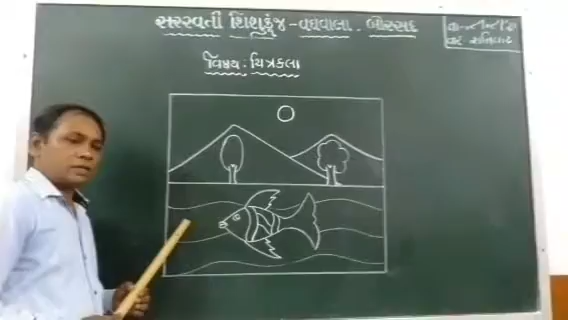 સરસ્વતી શિશુકુંજ - વઘવાલા . બોરસદ
વિષય : ચિત્રકલા